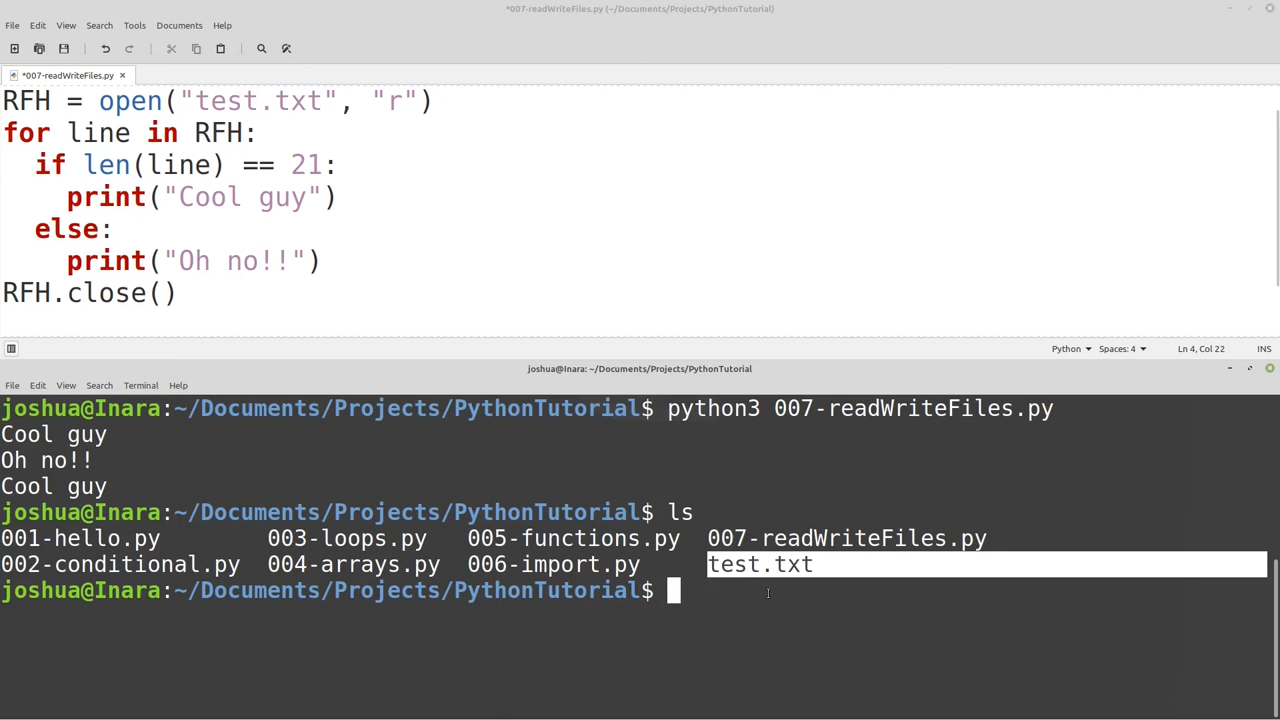 *007-readWriteFiles.py (~/Documents/Projects/PythonTutorial)
File Edit View Search Tools Documents Help
*007-readWriteFiles.py ×
RFH = open("test.txt", "r")
for line in RFH:
  if len(line) == 21:
    print("Cool guy")
  else:
    print("Oh no!!")
RFH.close()
Python Spaces: 4 Ln 4, Col 22 INS
joshua@Inara: ~/Documents/Projects/PythonTutorial
File Edit View Search Terminal Help
joshua@Inara:~/Documents/Projects/PythonTutorial$ python3 007-readWriteFiles.py
Cool guy
Oh no!!
Cool guy
joshua@Inara:~/Documents/Projects/PythonTutorial$ ls
001-hello.py 003-loops.py 005-functions.py 007-readWriteFiles.py
002-conditional.py 004-arrays.py 006-import.py test.txt
joshua@Inara:~/Documents/Projects/PythonTutorial$